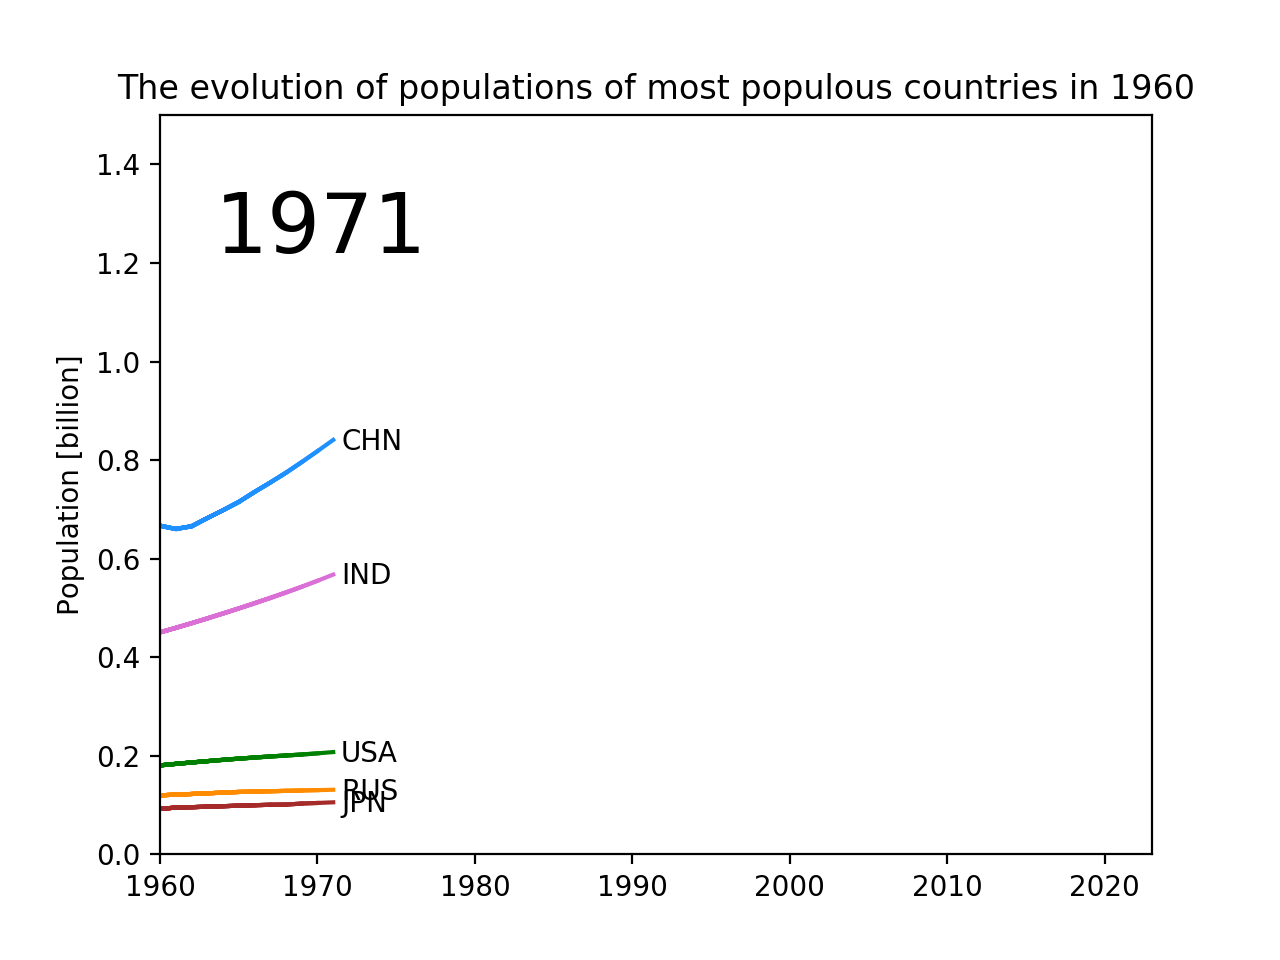 The evolution of populations of most populous countries in 1960
1971
Population [billion]
1.4
1.2
1.0
0.8
0.6
0.4
0.2
0.0
CHN
IND
USA
RUS
JPN
1960 1970 1980 1990 2000 2010 2020